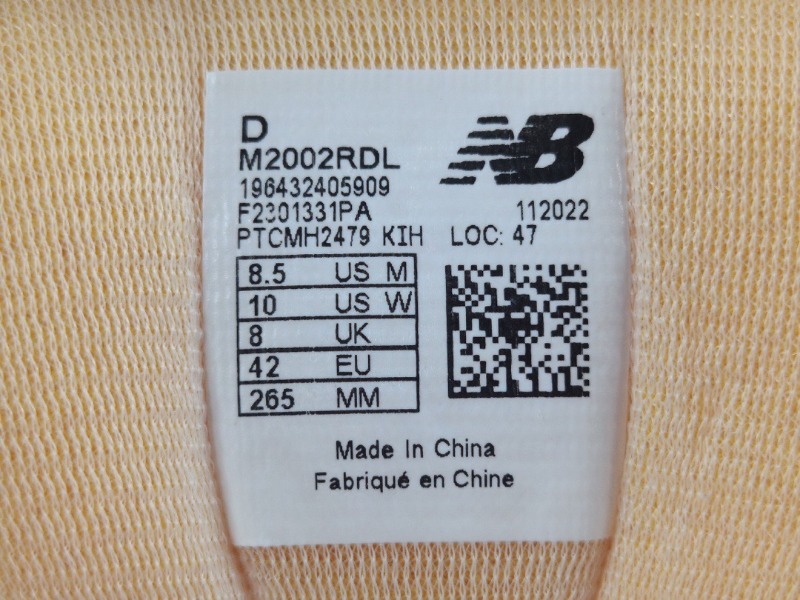 D
NB
M2002RDL
196432405909
F2301331PA 112022
PTCMH2479 KIH LOC: 47
8.5 US M
10 US W
8 UK
42 EU
265 MM
Made In China
Fabriqué en Chine